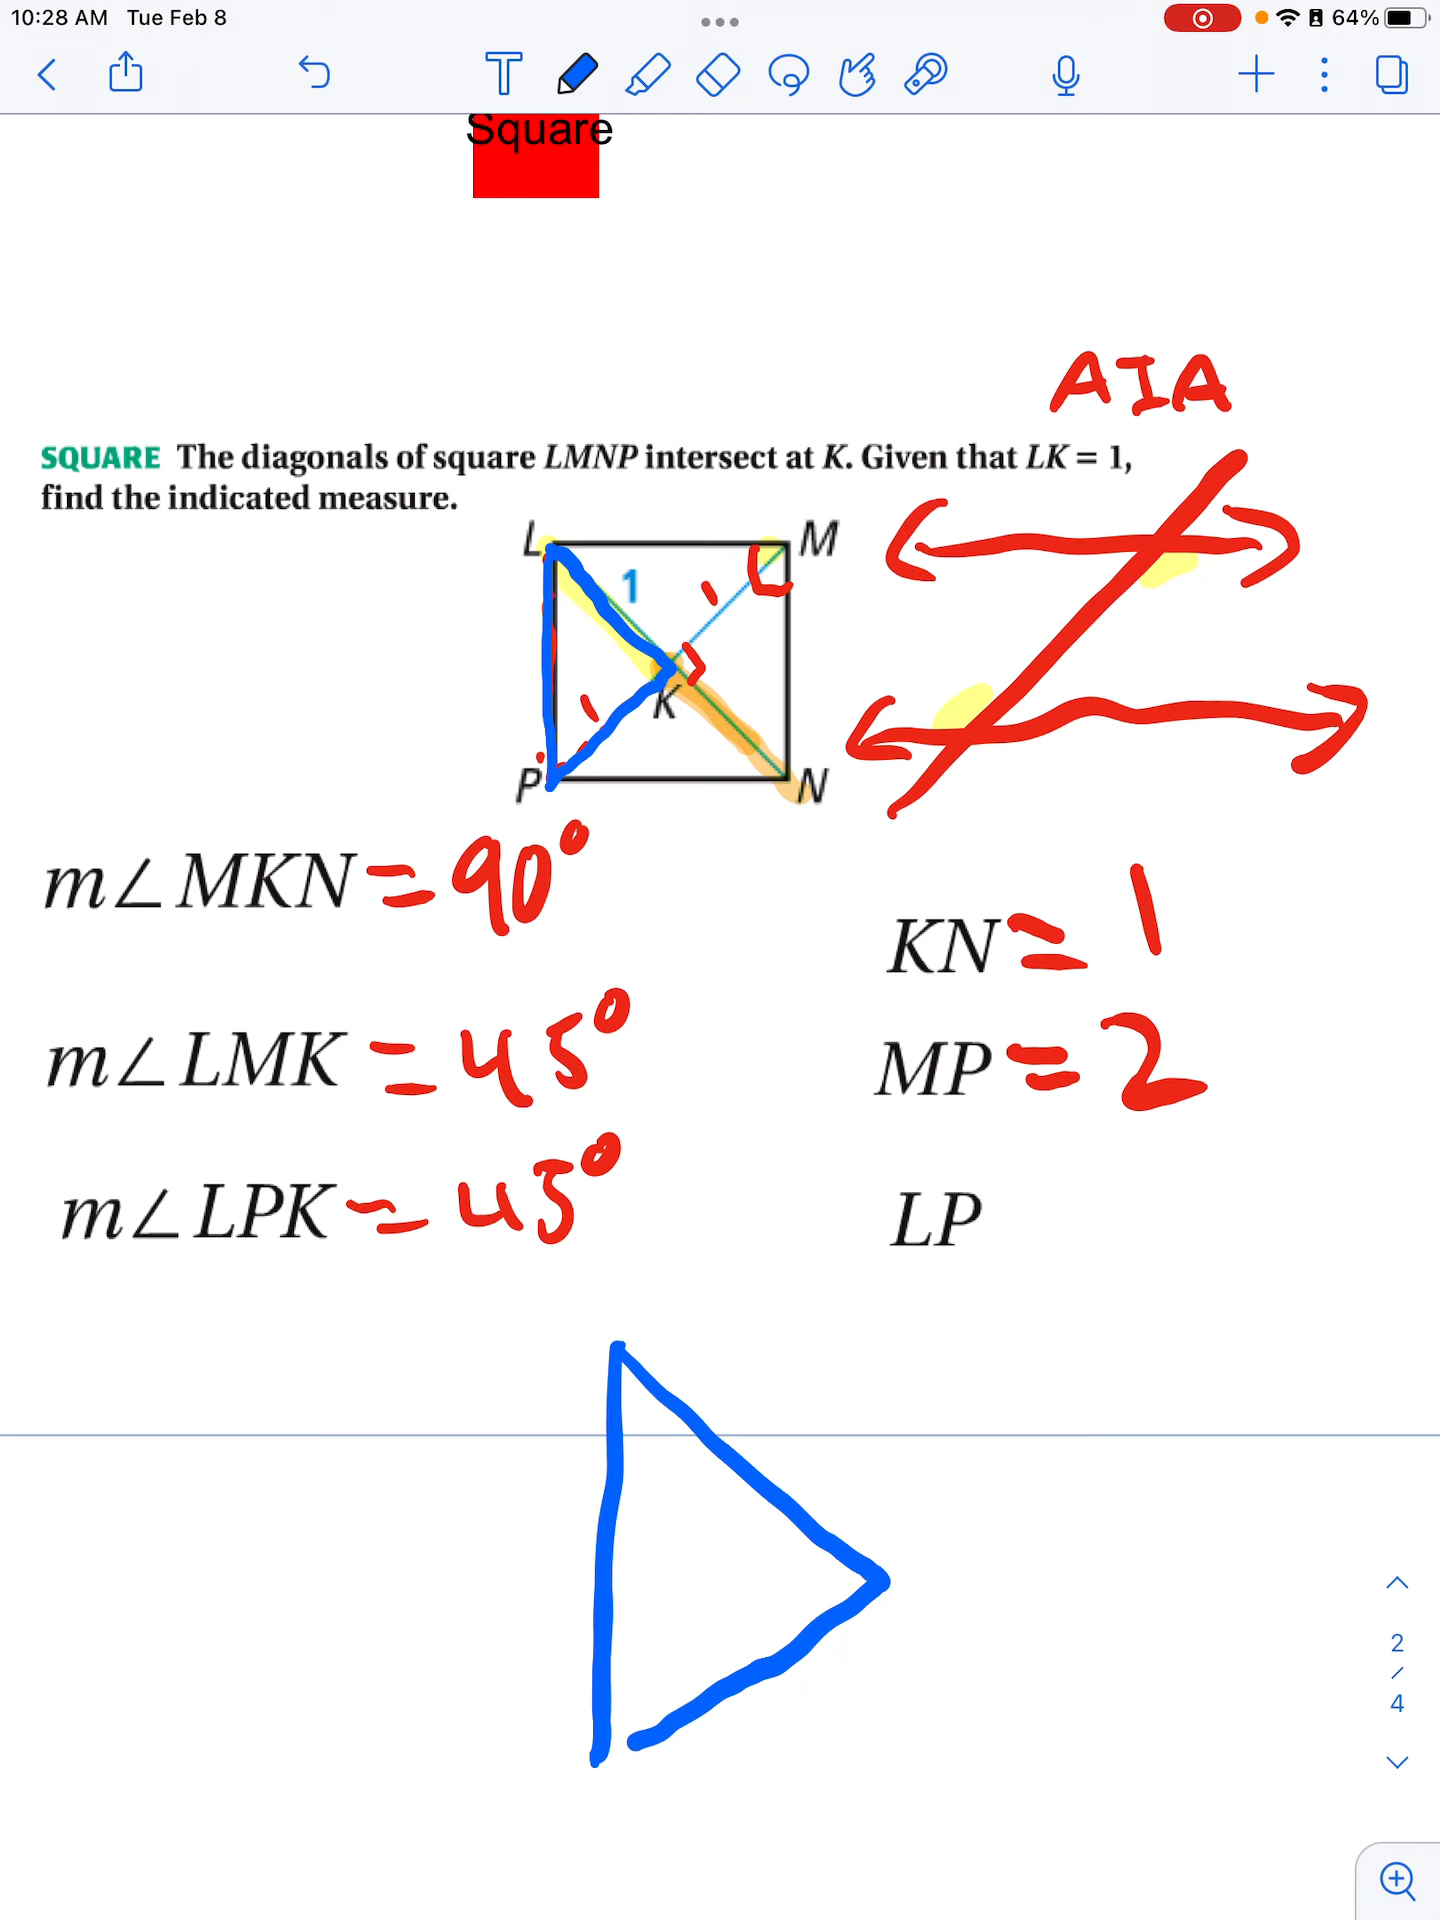 10:28 AM Tue Feb 8
64%
T
Square
AIA
SQUARE The diagonals of square LMNP intersect at K. Given that LK = 1,
find the indicated measure.
L M
1
K
P N
m∠MKN = 90°
KN = 1
m∠LMK = 45°
MP = 2
m∠LPK = 45°
LP
2
/
4